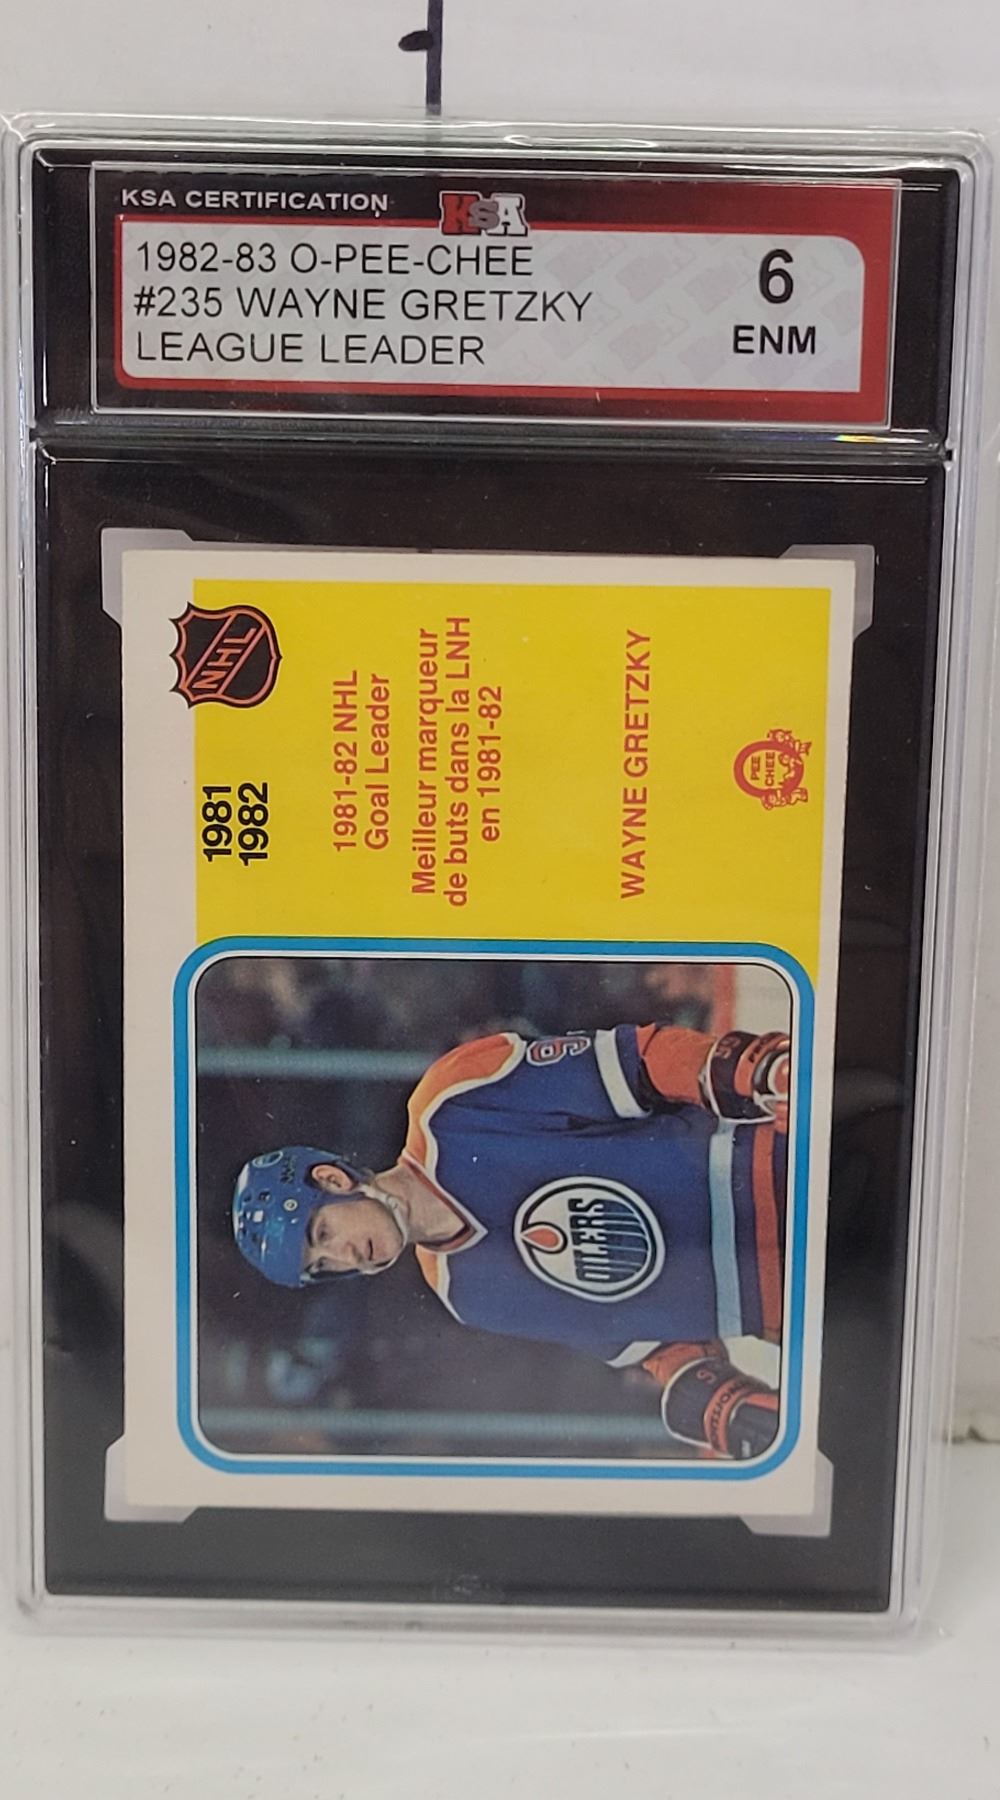 KSA CERTIFICATION
KSA
1982-83 O-PEE-CHEE
#235 WAYNE GRETZKY
LEAGUE LEADER
6
ENM
NHL
1981
1982
1981-82 NHL
Goal Leader
Meilleur marqueur
de buts dans la LNH
en 1981-82
WAYNE GRETZKY
PEE
CHEE
OILERS